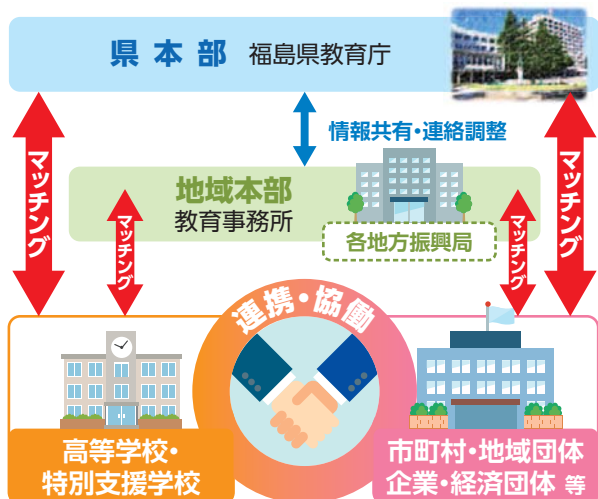 県本部 福島県教育庁
情報共有・連絡調整
マッチング
マッチング
地域本部
教育事務所
各地方振興局
マッチング
マッチング
連携・協働
高等学校・
特別支援学校
市町村・地域団体
企業・経済団体 等